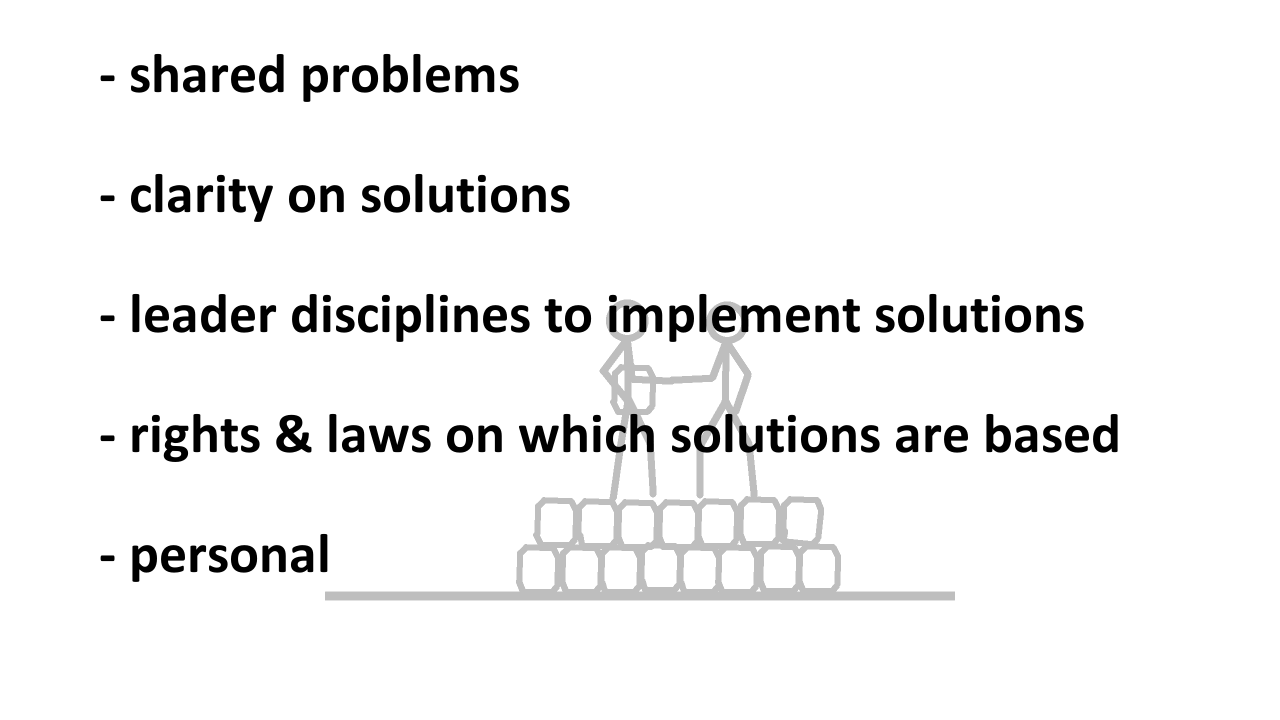 - shared problems
- clarity on solutions
- leader disciplines to implement solutions
- rights & laws on which solutions are based
- personal